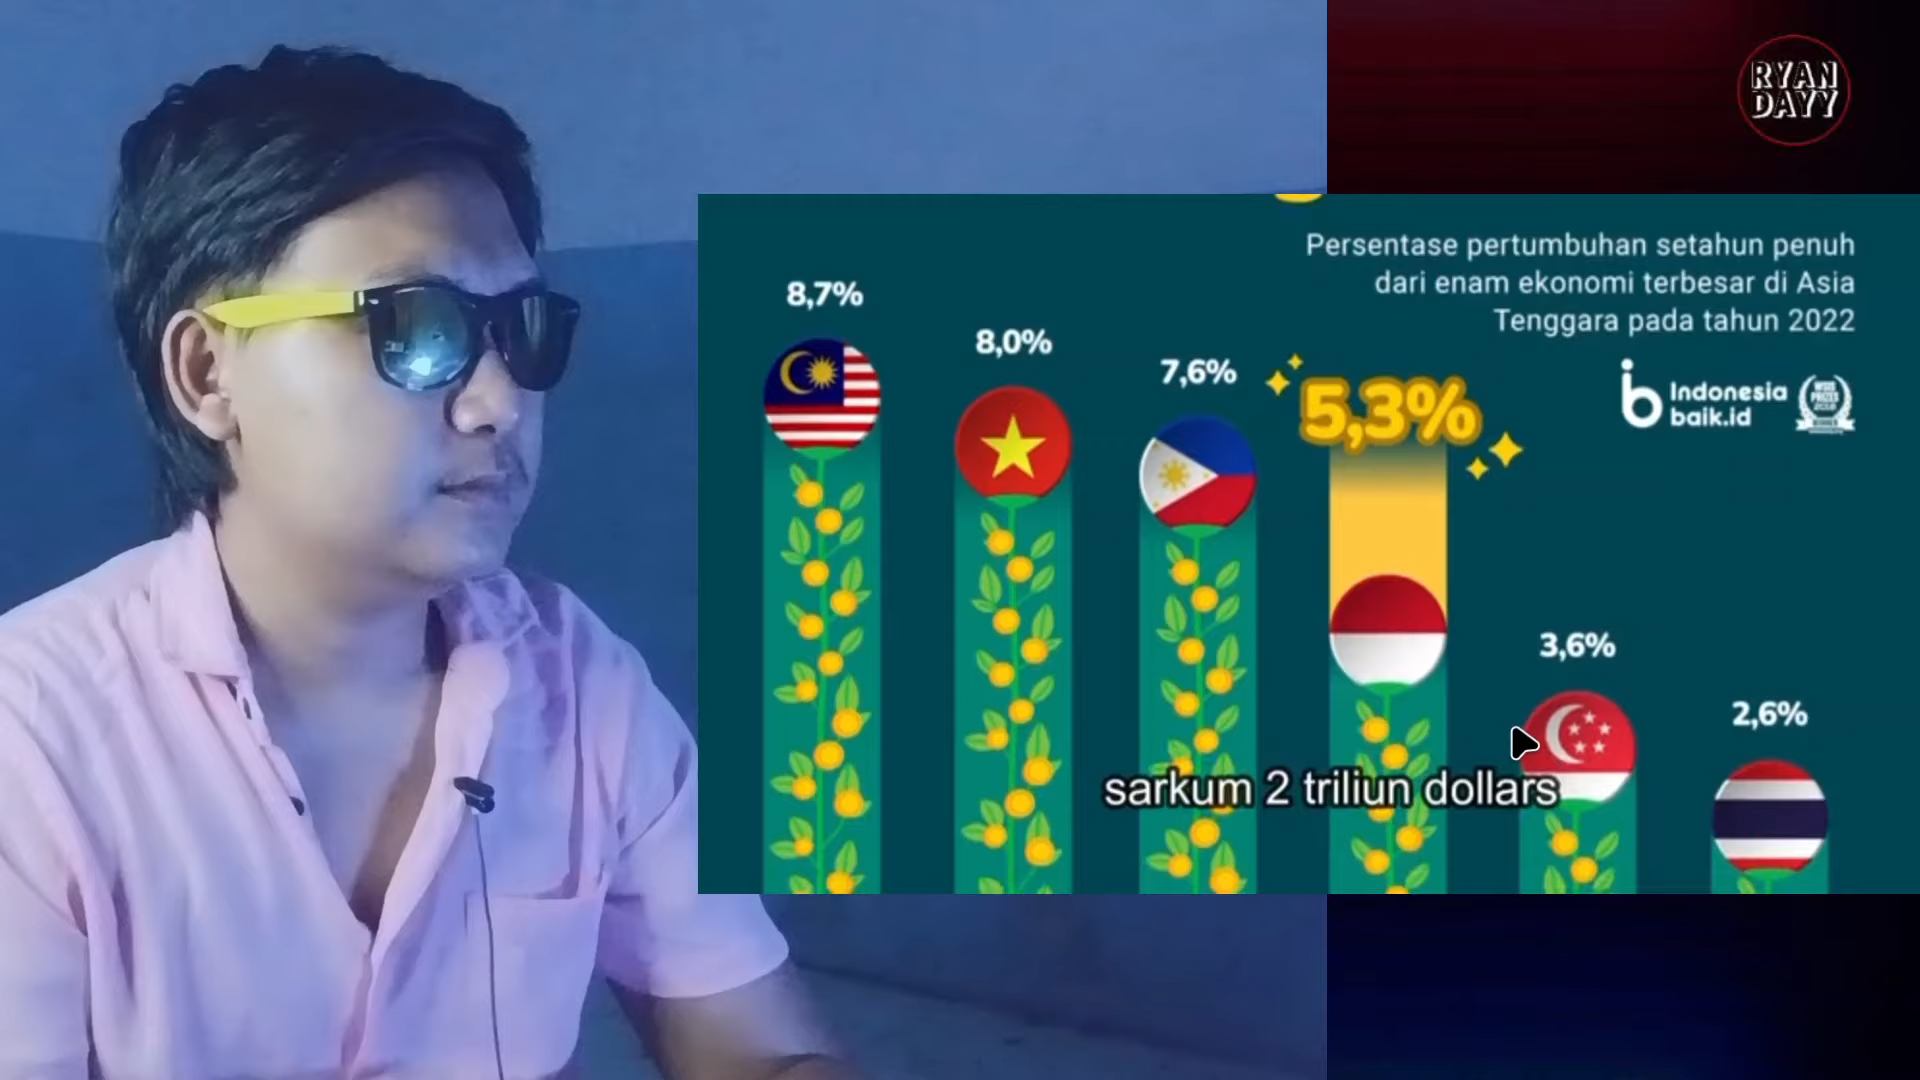 RYAN
DAYY
Persentase pertumbuhan setahun penuh
dari enam ekonomi terbesar di Asia
Tenggara pada tahun 2022
8,7%
8,0%
7,6%
5,3%
Indonesia
baik.id
3,6%
2,6%
sarkum 2 triliun dollars